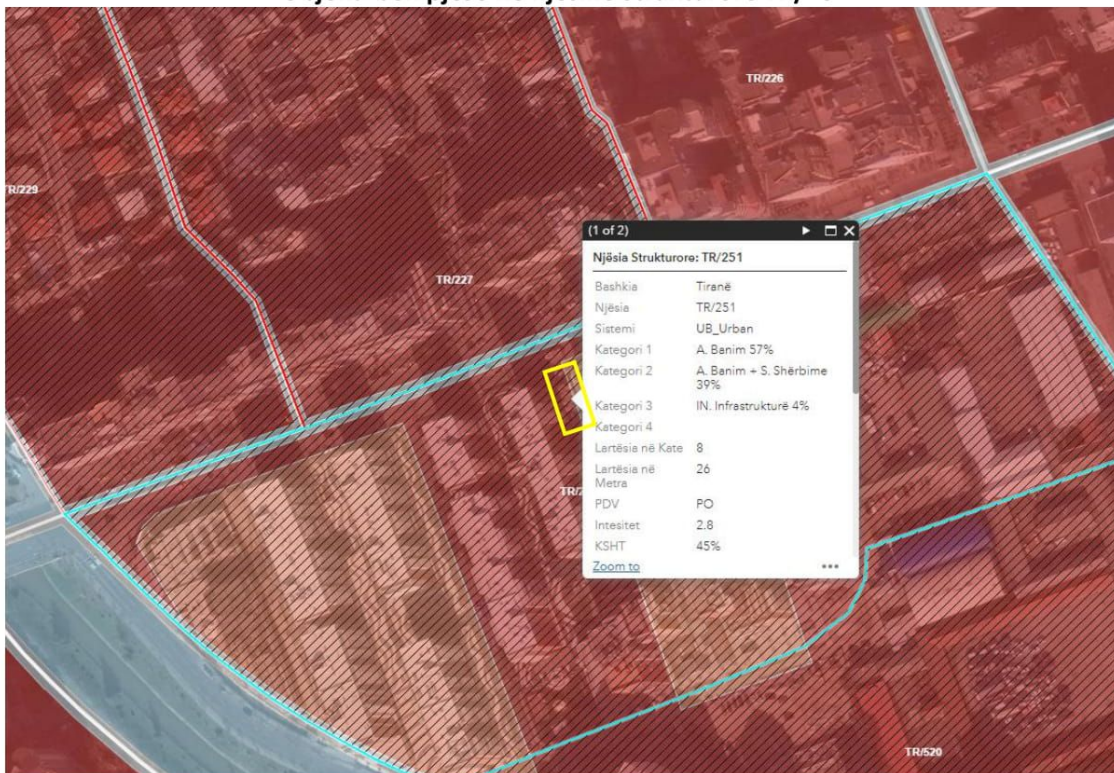 TR/226
R/229
TR/227
(1 of 2)
Njësia Strukturore: TR/251
Bashkia Tiranë
Njësia TR/251
Sistemi UB_Urban
Kategori 1 A. Banim 57%
Kategori 2 A. Banim + S. Shërbime
39%
Kategori 3 IN. Infrastrukturë 4%
Kategori 4
Lartësia në Kate 8
Lartësia në 26
Metra
PDV PO
Intesitet 2.8
KSHT 45%
Zoom to
TR/520